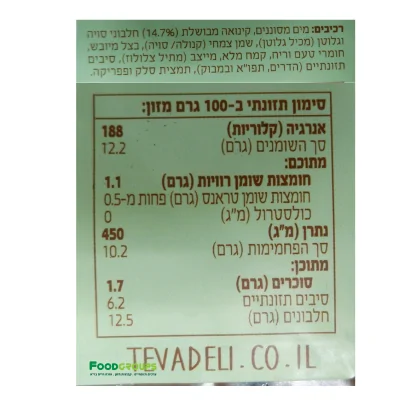 רכיבים: מים מסוננים, קינואה מבושלת (14.7%) חלבוני סויה
וגלוטן (מכיל גלוטן), שמן צמחי (קנולה/ סויה), בצל מיובש,
חומרי טעם וריח, קמח מלא, מייצב (מתיל צלולוז), סיבים
תזונתיים (הדרים, תפו"א ובמבוק), תמצית סלק ופפריקה.
סימון תזונתי ב-100 גרם מזון:
אנרגיה (קלוריות) 188
סך השומנים (גרם) 12.2
מתוכם:
חומצות שומן רוויות (גרם) 1.1
חומצות שומן טראנס (גרם) פחות מ-0.5
כולסטרול (מ"ג) 0
נתרן (מ"ג) 450
סך הפחמימות (גרם) 10.2
מתוכן:
סוכרים (גרם) 1.7
סיבים תזונתיים 6.2
חלבונים (גרם) 12.5
TEVADELI.CO.IL
FOODGROUPS